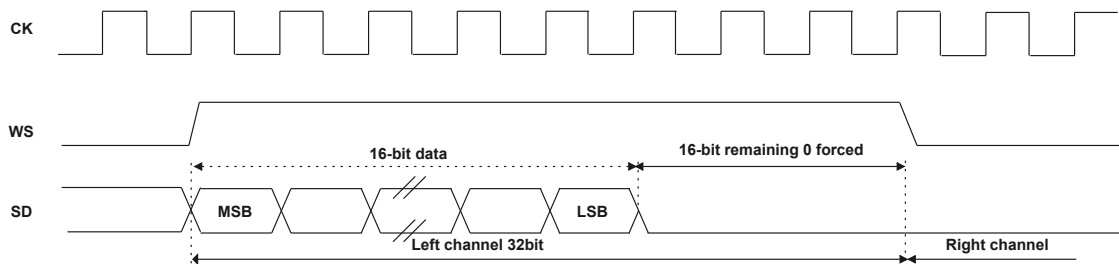 CK
WS
16-bit data
16-bit remaining 0 forced
SD
MSB
LSB
Left channel 32bit
Right channel